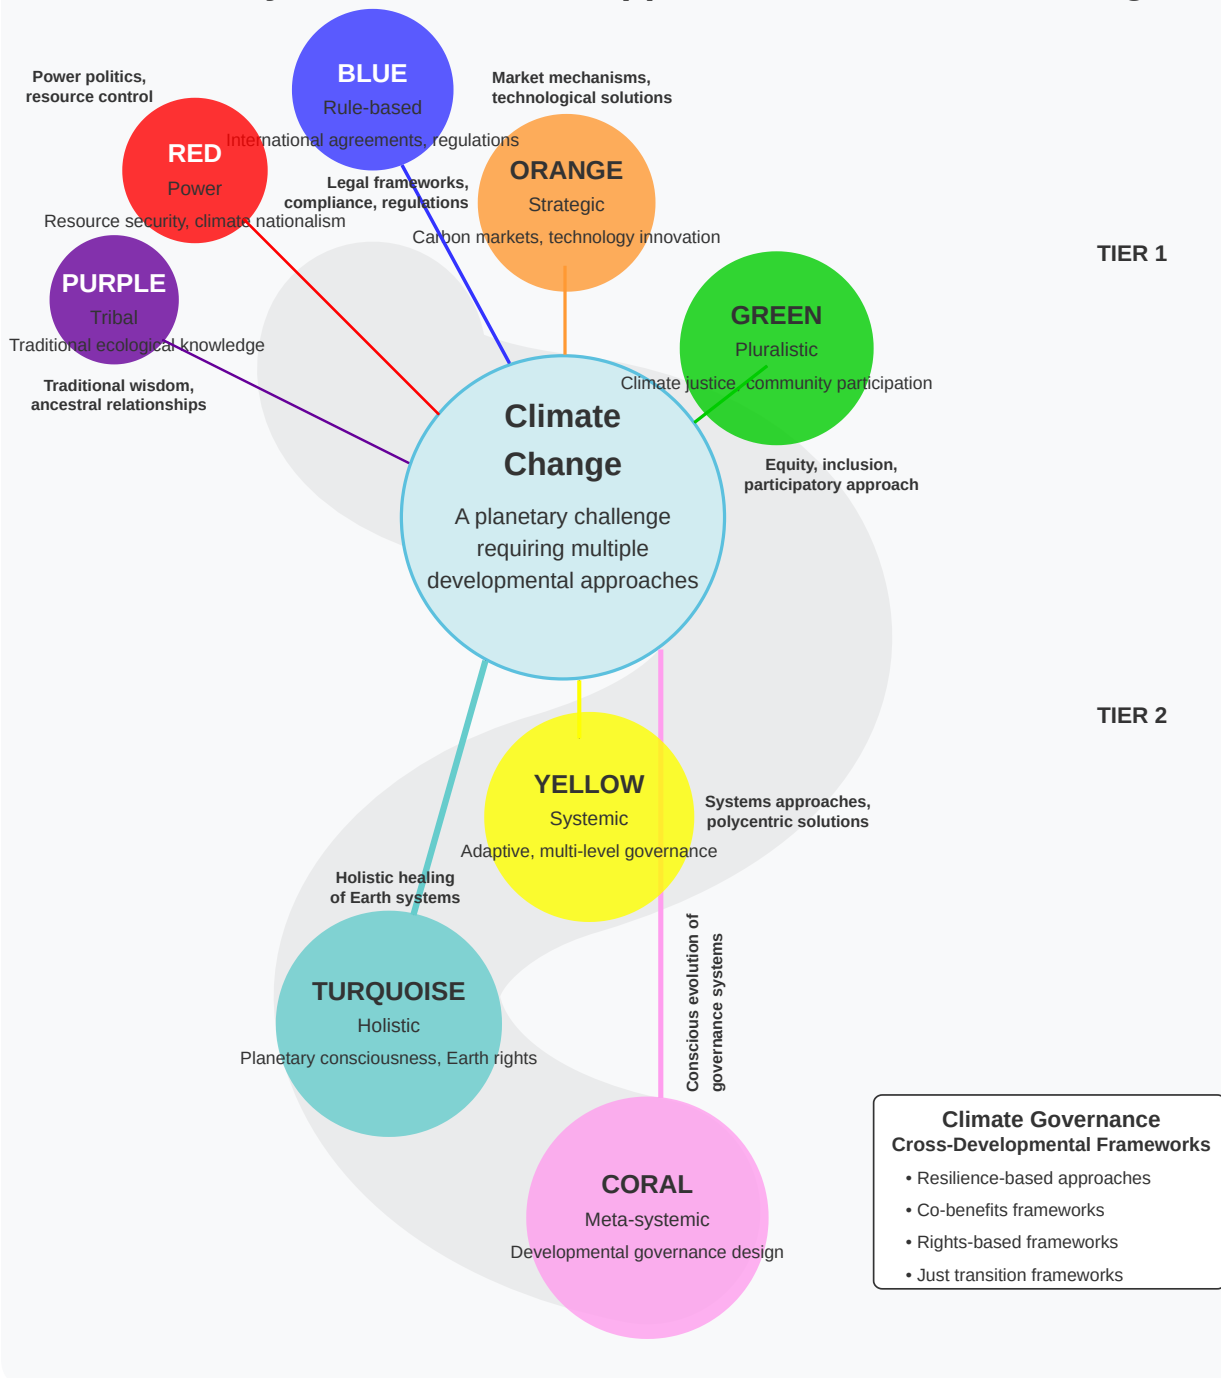 BLUE
Rule-based
International agreements, regulations
Power politics,
resource control
RED
Power
Resource security, climate nationalism
Market mechanisms,
technological solutions
ORANGE
Strategic
Carbon markets, technology innovation
Legal frameworks,
compliance, regulations
PURPLE
Tribal
Traditional ecological knowledge
Traditional wisdom,
ancestral relationships
TIER 1
GREEN
Pluralistic
Climate justice, community participation
Equity, inclusion,
participatory approach
Climate
Change
A planetary challenge
requiring multiple
developmental approaches
TIER 2
YELLOW
Systemic
Adaptive, multi-level governance
Systems approaches,
polycentric solutions
Holistic healing
of Earth systems
TURQUOISE
Holistic
Planetary consciousness, Earth rights
Conscious evolution of
governance systems
CORAL
Meta-systemic
Developmental governance design
Climate Governance
Cross-Developmental Frameworks
• Resilience-based approaches
• Co-benefits frameworks
• Rights-based frameworks
• Just transition frameworks